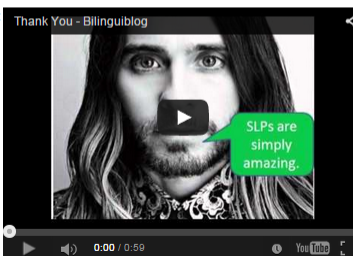 Thank You - Bilinguiblog
SLPs are
simply
amazing.
0:00 / 0:59
YouTube